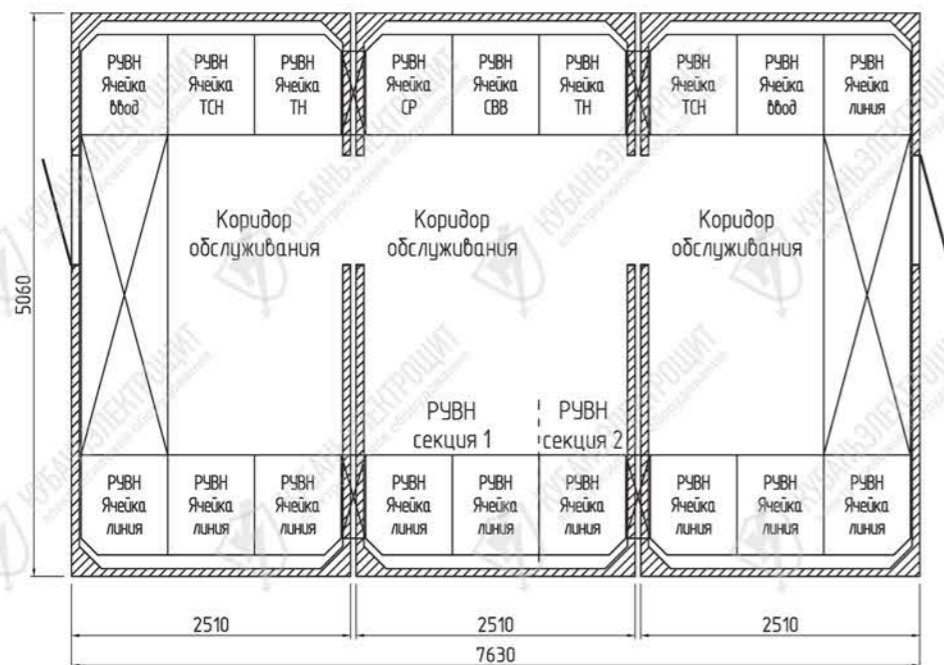 РУВН
Ячейка
ввод
РУВН
Ячейка
ТСН
РУВН
Ячейка
ТН
РУВН
Ячейка
СР
РУВН
Ячейка
СВВ
РУВН
Ячейка
ТН
РУВН
Ячейка
ТСН
РУВН
Ячейка
ввод
РУВН
Ячейка
линия
Коридор
обслуживания
Коридор
обслуживания
Коридор
обслуживания
5060
РУВН
секция 1
РУВН
секция 2
РУВН
Ячейка
линия
РУВН
Ячейка
линия
РУВН
Ячейка
линия
РУВН
Ячейка
линия
РУВН
Ячейка
линия
РУВН
Ячейка
линия
РУВН
Ячейка
линия
РУВН
Ячейка
линия
РУВН
Ячейка
линия
2510
2510
2510
7630
КУБАНЬЭЛЕКТРОЩИТ
электрощитовое оборудование